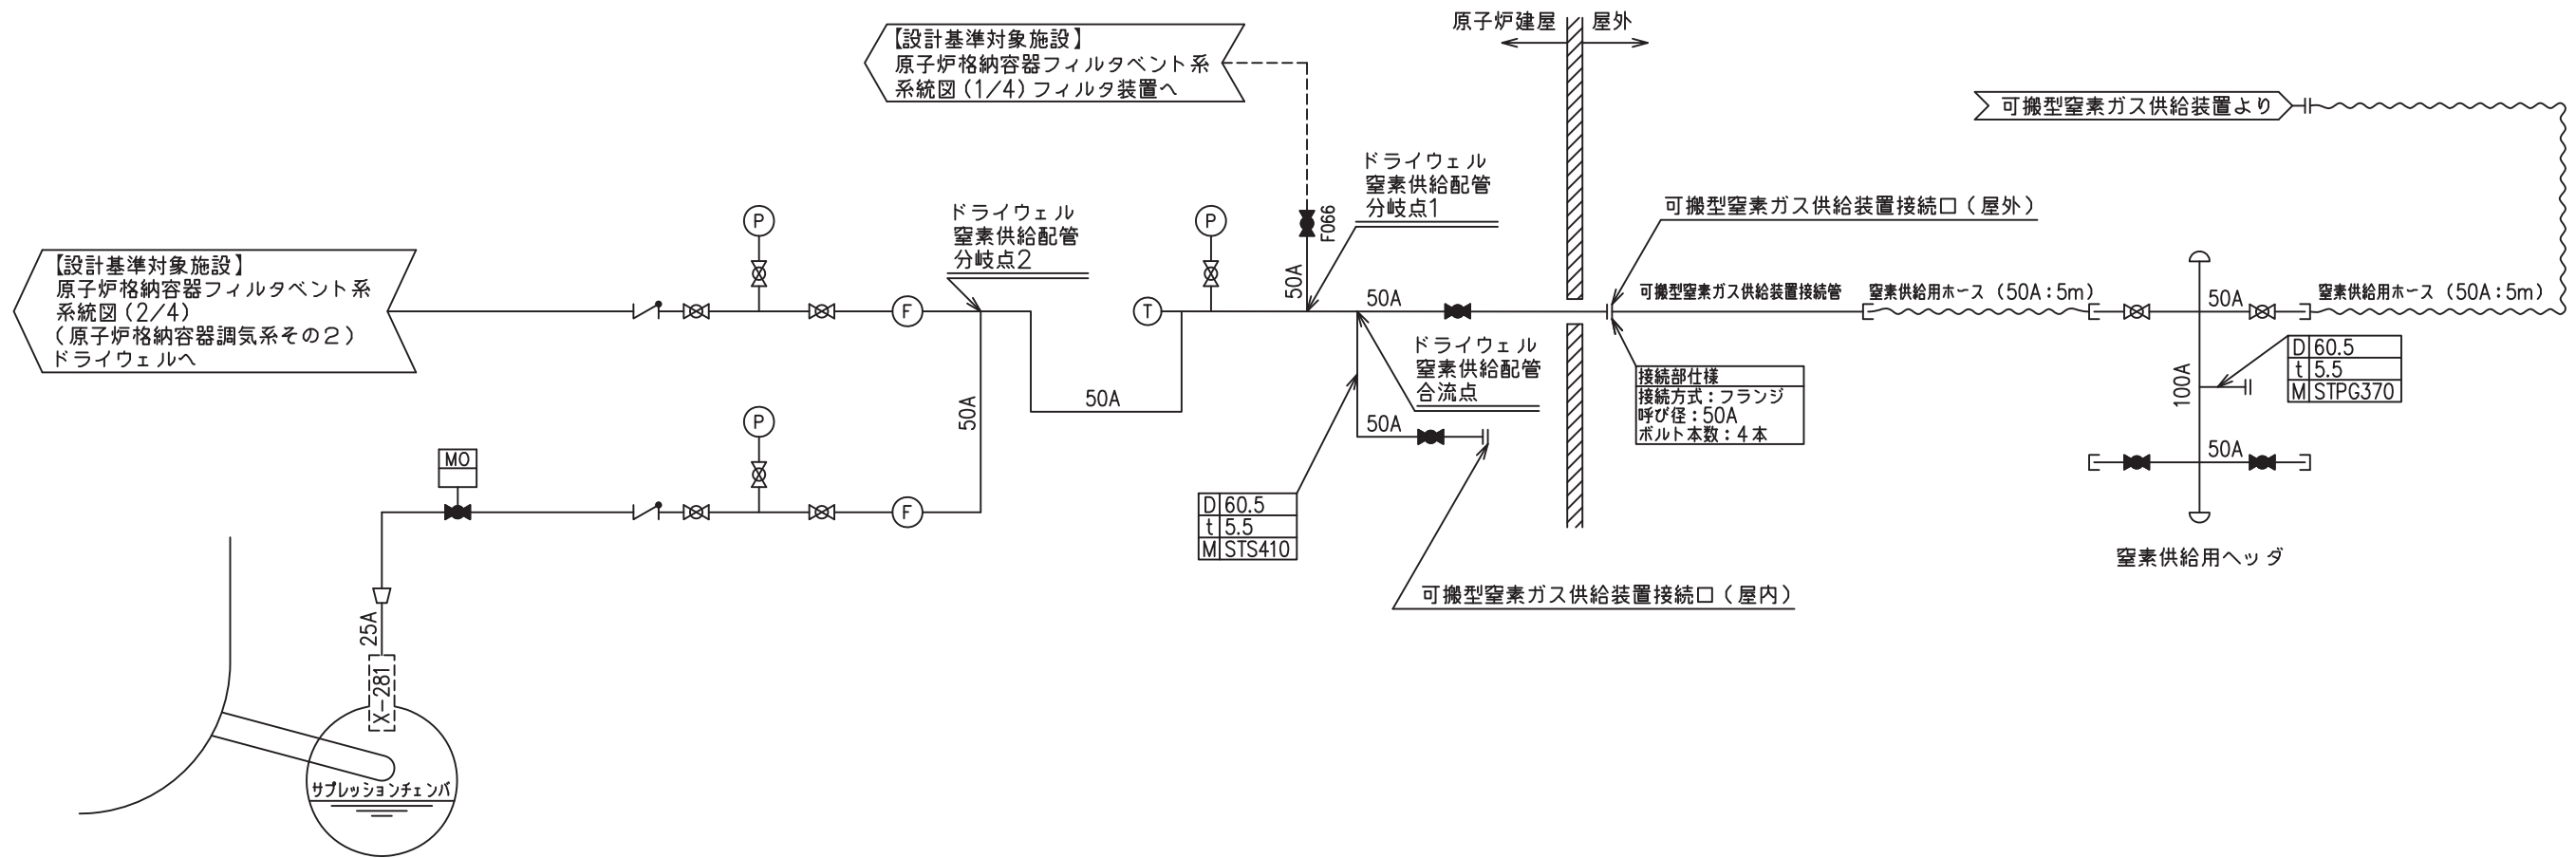 【設計基準対象施設】
原子炉格納容器フィルタベント系
系統図(1/4)フィルタ装置へ
原子炉建屋
屋外
可搬型窒素ガス供給装置より
ドライウェル
窒素供給配管
分岐点1
F066
50A
可搬型窒素ガス供給装置接続口(屋外)
P
P
ドライウェル
窒素供給配管
分岐点2
【設計基準対象施設】
原子炉格納容器フィルタベント系
系統図(2/4)
(原子炉格納容器調気系その2)
ドライウェルへ
F
T
50A
可搬型窒素ガス供給装置接続管
窒素供給用ホース(50A:5m)
50A
窒素供給用ホース(50A:5m)
D 60.5
t 5.5
M STPG370
100A
ドライウェル
窒素供給配管
合流点
接続部仕様
接続方式:フランジ
呼び径:50A
ボルト本数:4本
50A
50A
50A
P
50A
MO
F
D 60.5
t 5.5
M STS410
窒素供給用ヘッダ
可搬型窒素ガス供給装置接続口(屋内)
25A
X-281
サプレッションチェンバ